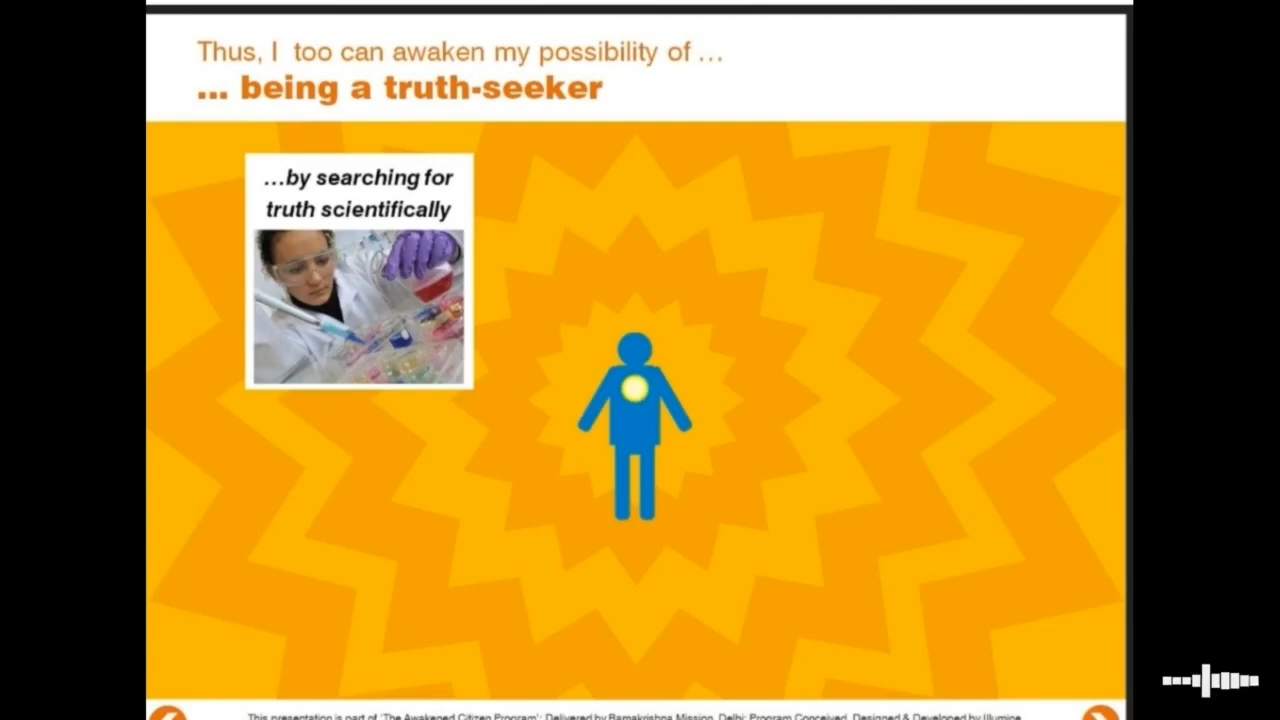 Thus, I too can awaken my possibility of ...
... being a truth-seeker
...by searching for
truth scientifically
This presentation is part of 'The Awakened Citizen Program': Delivered by Ramakrishna Mission, Delhi; Program Conceived, Designed & Developed by Illumine